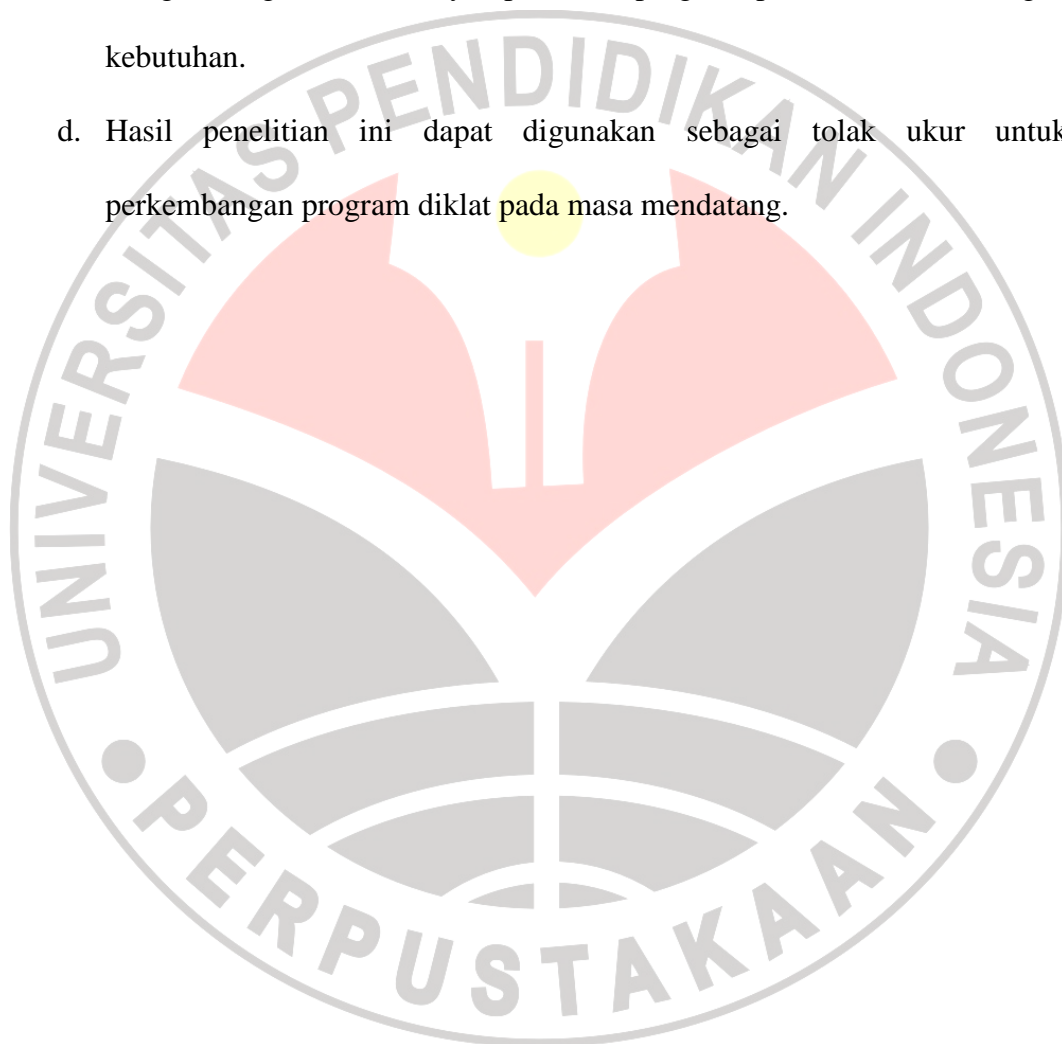 kebutuhan.
d. Hasil penelitian ini dapat digunakan sebagai tolak ukur untuk
perkembangan program diklat pada masa mendatang.
UNIVERSITAS PENDIDIKAN INDONESIA
PERPUSTAKAAN